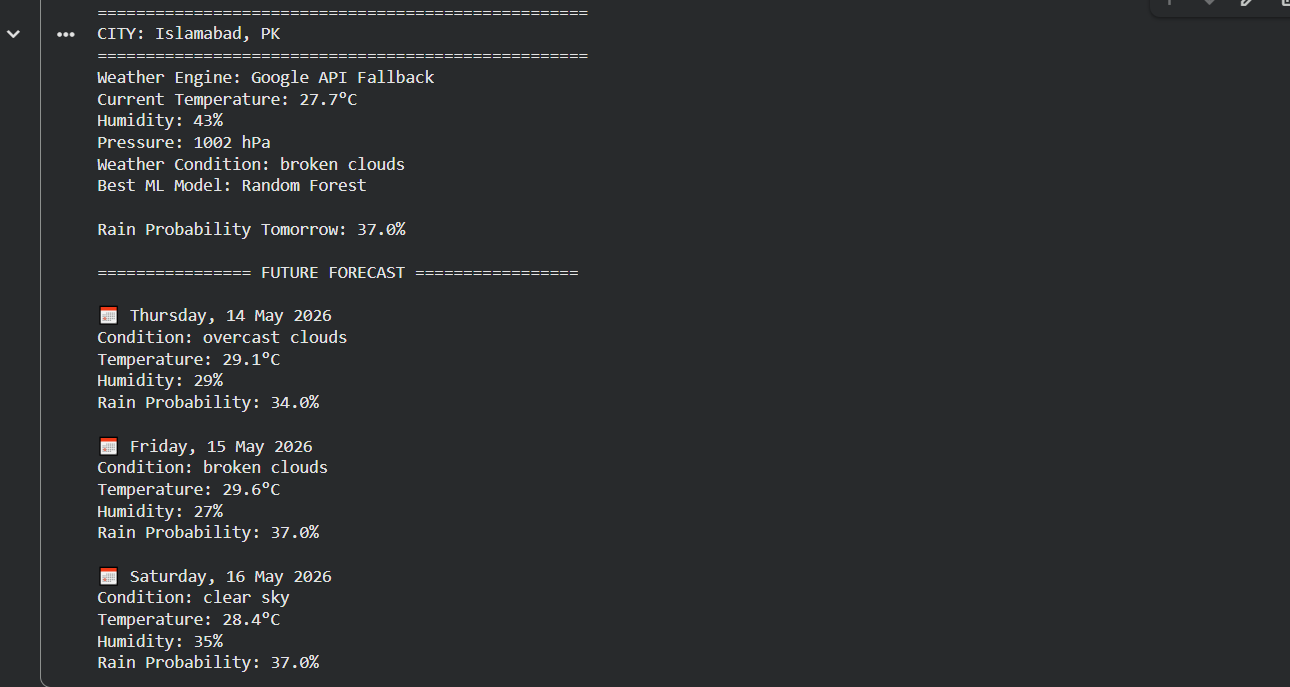 ==================================================
CITY: Islamabad, PK
==================================================
Weather Engine: Google API Fallback
Current Temperature: 27.7°C
Humidity: 43%
Pressure: 1002 hPa
Weather Condition: broken clouds
Best ML Model: Random Forest
Rain Probability Tomorrow: 37.0%
================ FUTURE FORECAST =================
Thursday, 14 May 2026
Condition: overcast clouds
Temperature: 29.1°C
Humidity: 29%
Rain Probability: 34.0%
Friday, 15 May 2026
Condition: broken clouds
Temperature: 29.6°C
Humidity: 27%
Rain Probability: 37.0%
Saturday, 16 May 2026
Condition: clear sky
Temperature: 28.4°C
Humidity: 35%
Rain Probability: 37.0%